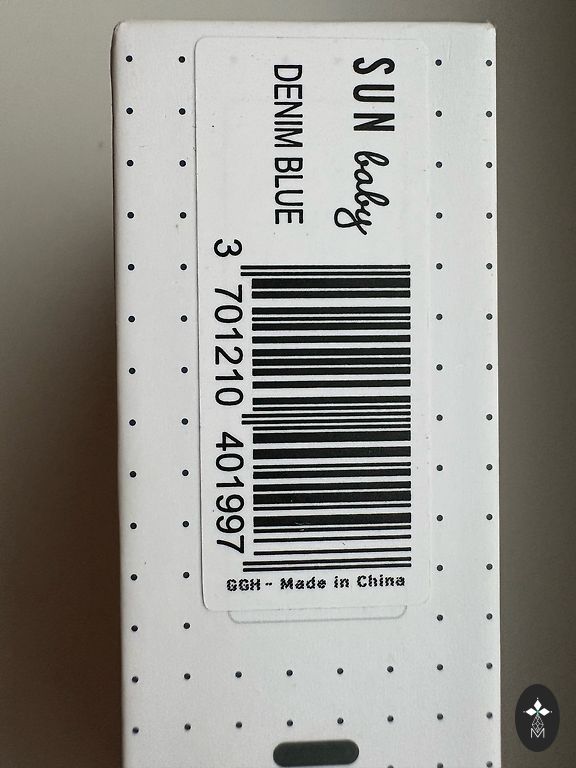 SUN baby
DENIM BLUE
3 701210 401997
GGH - Made in China
M